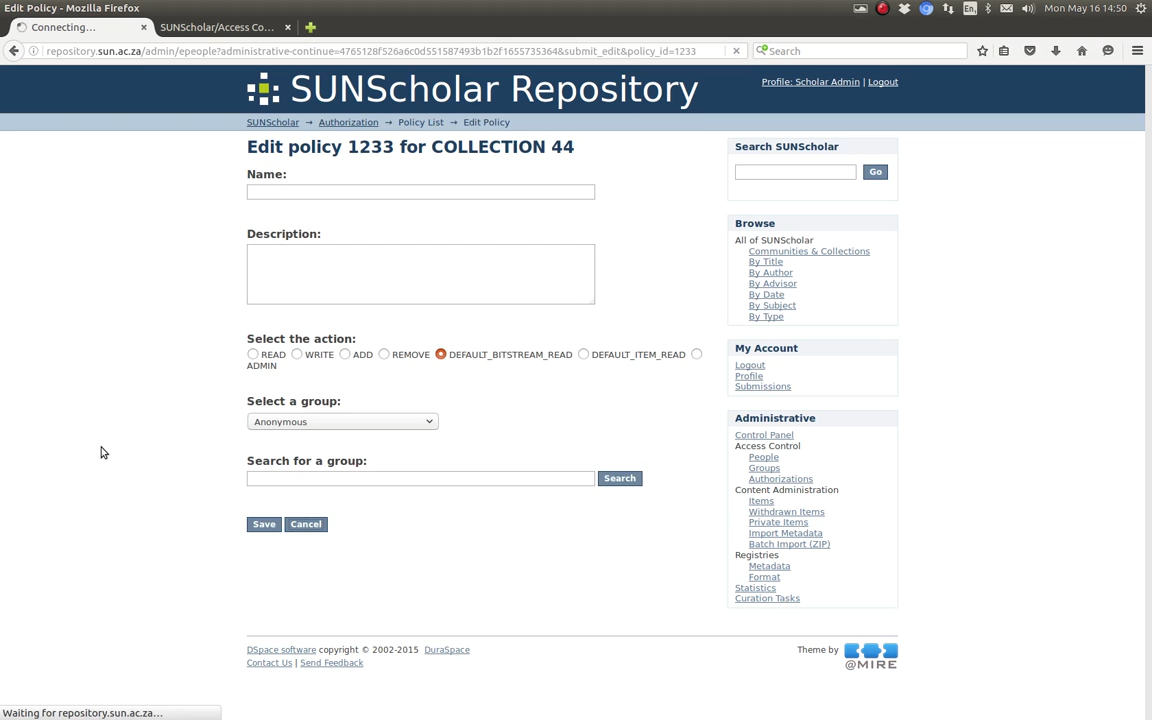 Edit Policy - Mozilla Firefox
En
Mon May 16 14:50
Connecting...
SUNScholar/Access Co...
repository.sun.ac.za/admin/epeople?administrative-continue=4765128f526a6c0d551587493b1b2f1655735364&submit_edit&policy_id=1233
Search
SUNScholar Repository
Profile: Scholar Admin | Logout
SUNScholar → Authorization → Policy List → Edit Policy
Edit policy 1233 for COLLECTION 44
Name:
Description:
Select the action:
READ WRITE ADD REMOVE DEFAULT_BITSTREAM_READ DEFAULT_ITEM_READ
ADMIN
Select a group:
Anonymous
Search for a group:
Search
Save Cancel
Search SUNScholar
Go
Browse
All of SUNScholar
Communities & Collections
By Title
By Author
By Advisor
By Date
By Subject
By Type
My Account
Logout
Profile
Submissions
Administrative
Control Panel
Access Control
People
Groups
Authorizations
Content Administration
Items
Withdrawn Items
Private Items
Import Metadata
Batch Import (ZIP)
Registries
Metadata
Format
Statistics
Curation Tasks
DSpace software copyright © 2002-2015 DuraSpace
Contact Us | Send Feedback
Theme by
@MIRE
Waiting for repository.sun.ac.za...